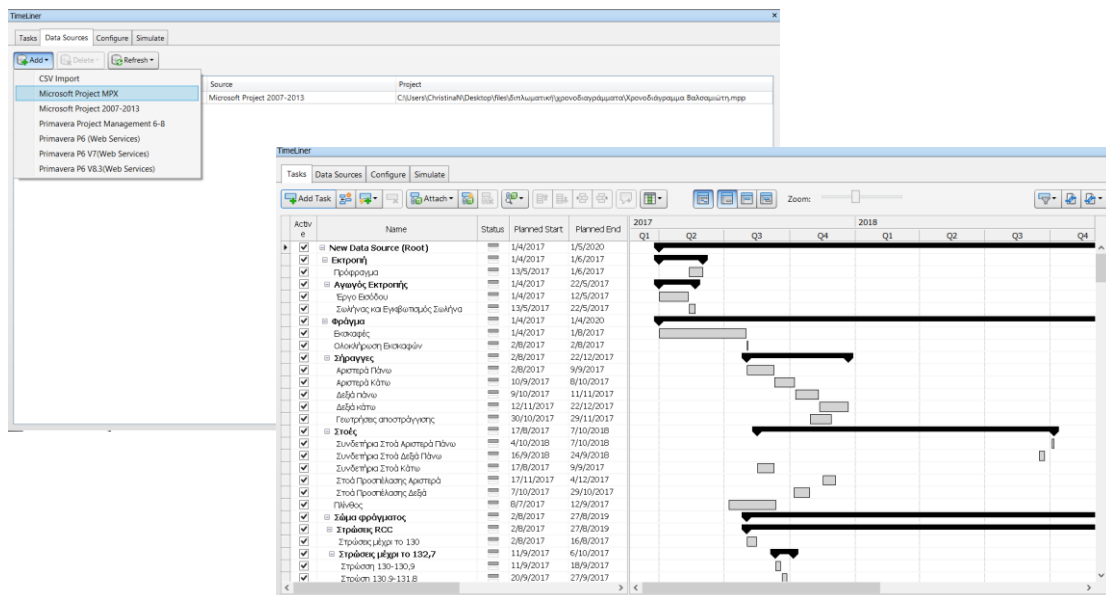 TimeLiner
Tasks Data Sources Configure Simulate
Add Delete Refresh
CSV Import
Microsoft Project MPX
Microsoft Project 2007-2013
Primavera Project Management 6-8
Primavera P6 (Web Services)
Primavera P6 V7(Web Services)
Primavera P6 V8.3(Web Services)
Source Project
Microsoft Project 2007-2013 C:\Users\ChristinaN\Desktop\files\διπλωματική\χρονοδιαγράμματα\Χρονοδιάγραμμα Βαλσαμιώτη.mpp
TimeLiner
Tasks Data Sources Configure Simulate
Add Task Attach Zoom:
Active Name Status Planned Start Planned End 2017 2018
Q1 Q2 Q3 Q4 Q1 Q2 Q3 Q4
New Data Source (Root) 1/4/2017 1/5/2020
Εκτροπή 1/4/2017 1/6/2017
Πρόφραγμα 13/5/2017 1/6/2017
Αγωγός Εκτροπής 1/4/2017 22/5/2017
Έργο Εισόδου 1/4/2017 12/5/2017
Σωλήνας και Εγκιβωτισμός Σωλήνα 13/5/2017 22/5/2017
Φράγμα 1/4/2017 1/4/2020
Εκσκαφές 1/4/2017 1/8/2017
Ολοκλήρωση Εκσκαφών 2/8/2017 2/8/2017
Σήραγγες 2/8/2017 22/12/2017
Αριστερά Πάνω 2/8/2017 9/9/2017
Αριστερά Κάτω 10/9/2017 8/10/2017
Δεξιά πάνω 9/10/2017 11/11/2017
Δεξιά κάτω 12/11/2017 22/12/2017
Γεωτρήσεις αποστράγγισης 30/10/2017 29/11/2017
Στοές 17/8/2017 7/10/2018
Συνδετήρια Στοά Αριστερά Πάνω 4/10/2018 7/10/2018
Συνδετήρια Στοά Δεξιά Πάνω 16/9/2018 24/9/2018
Συνδετήρια Στοά Κάτω 17/8/2017 9/9/2017
Στοά Προσπέλασης Αριστερά 17/11/2017 4/12/2017
Στοά Προσπέλασης Δεξιά 7/10/2017 29/10/2017
Πλίνθος 8/7/2017 12/9/2017
Σώμα φράγματος 2/8/2017 27/8/2019
Στρώσεις RCC 2/8/2017 27/8/2019
Στρώσεις μέχρι το 130 2/8/2017 16/8/2017
Στρώσεις μέχρι το 132,7 11/9/2017 6/10/2017
Στρώσση 130-130,9 11/9/2017 18/9/2017
Στρώση 130,9-131,8 20/9/2017 27/9/2017